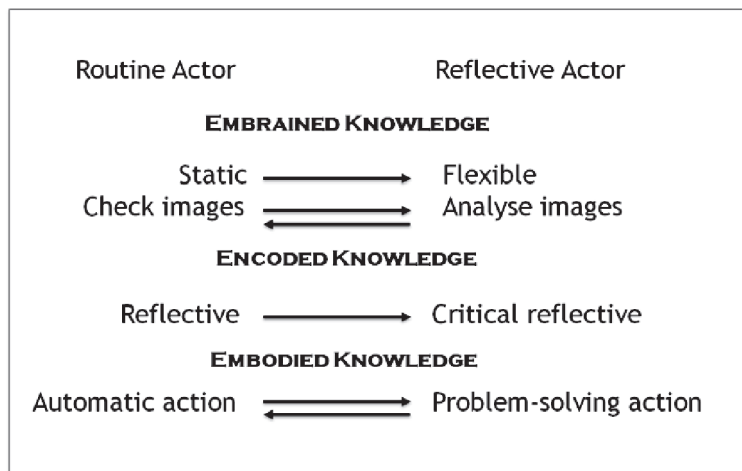 Routine Actor Reflective Actor
EMBRAINED KNOWLEDGE
Static Flexible
Check images Analyse images
ENCODED KNOWLEDGE
Reflective Critical reflective
EMBODIED KNOWLEDGE
Automatic action Problem-solving action